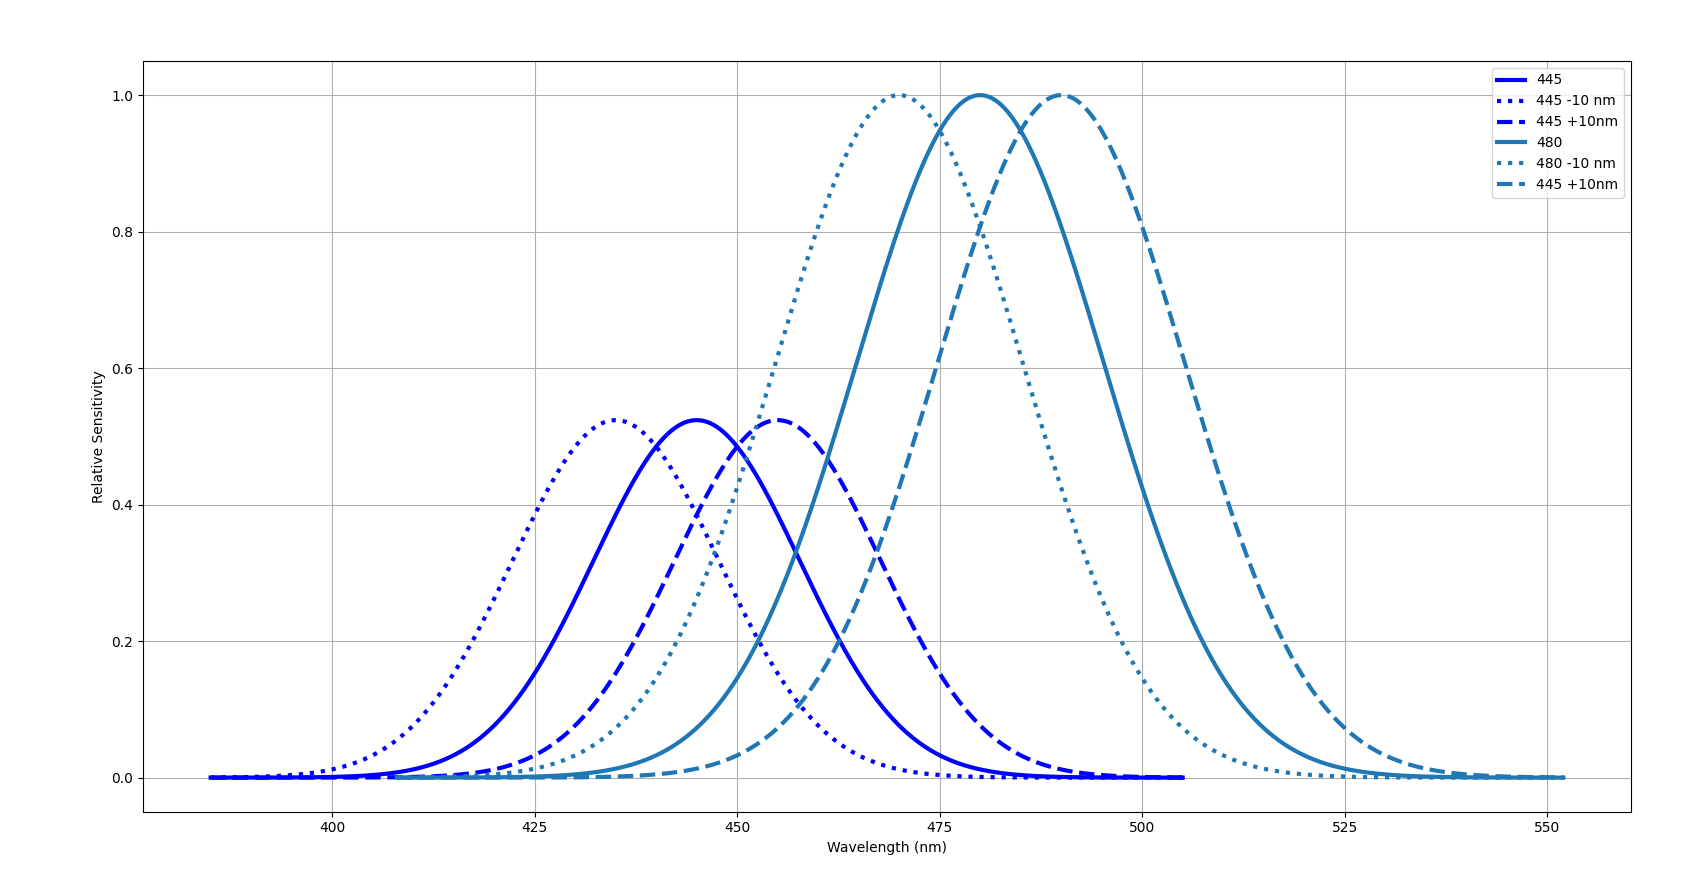 445
445 -10 nm
445 +10nm
480
480 -10 nm
445 +10nm
1.0
0.8
0.6
0.4
0.2
0.0
Relative Sensitivity
400 425 450 475 500 525 550
Wavelength (nm)